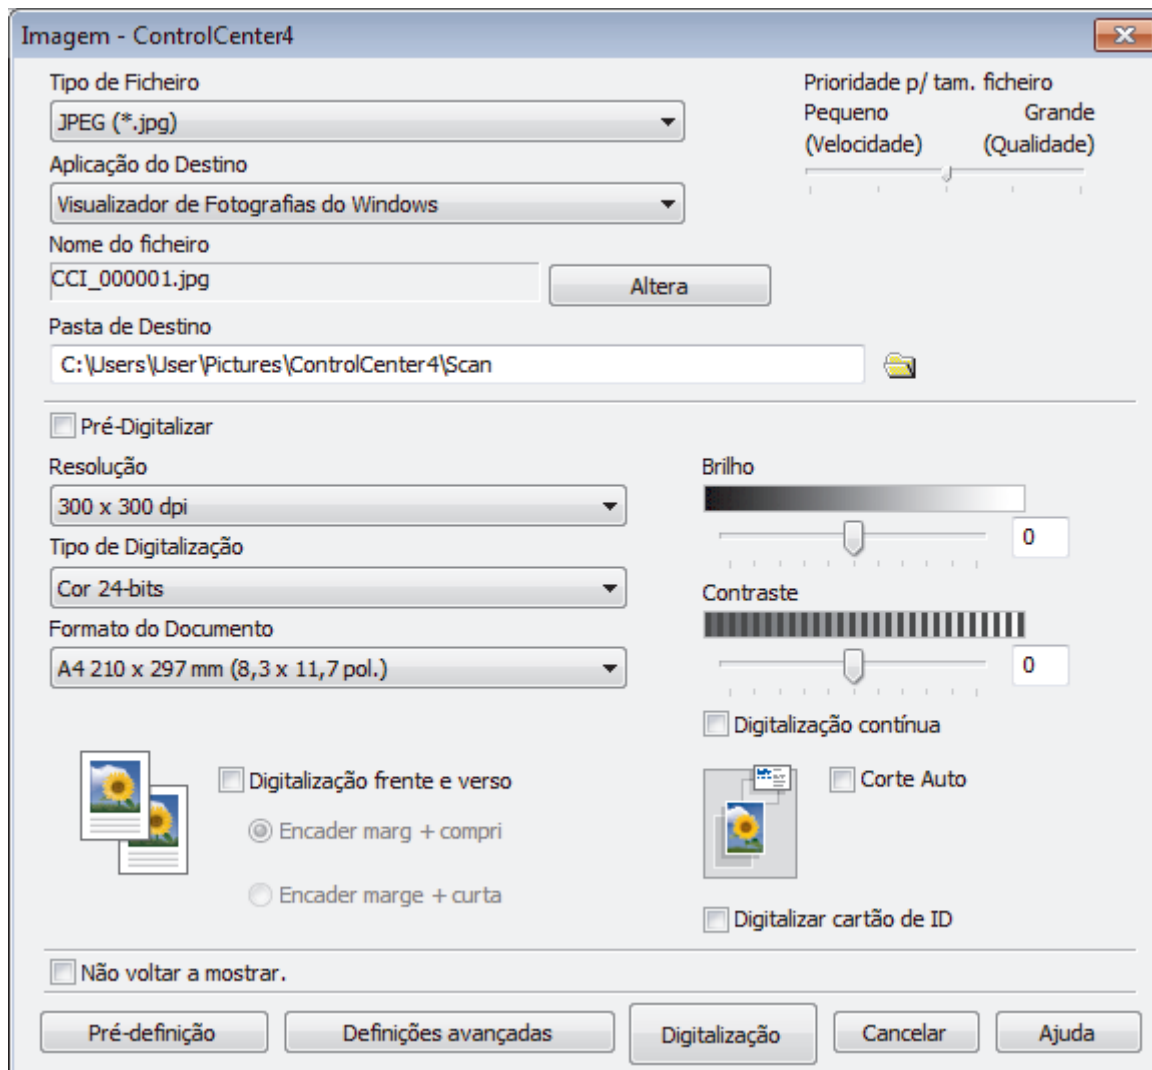 Imagem - ControlCenter4
Tipo de Ficheiro
JPEG (*.jpg)
Prioridade p/ tam. ficheiro
Pequeno Grande
(Velocidade) (Qualidade)
Aplicação do Destino
Visualizador de Fotografias do Windows
Nome do ficheiro
CCI_000001.jpg
Altera
Pasta de Destino
C:\Users\User\Pictures\ControlCenter4\Scan
Pré-Digitalizar
Resolução
300 x 300 dpi
Tipo de Digitalização
Cor 24-bits
Formato do Documento
A4 210 x 297 mm (8,3 x 11,7 pol.)
Brilho
0
Contraste
0
Digitalização contínua
Digitalização frente e verso
Encader marg + compri
Encader marge + curta
Corte Auto
Digitalizar cartão de ID
Não voltar a mostrar.
Pré-definição Definições avançadas Digitalização Cancelar Ajuda